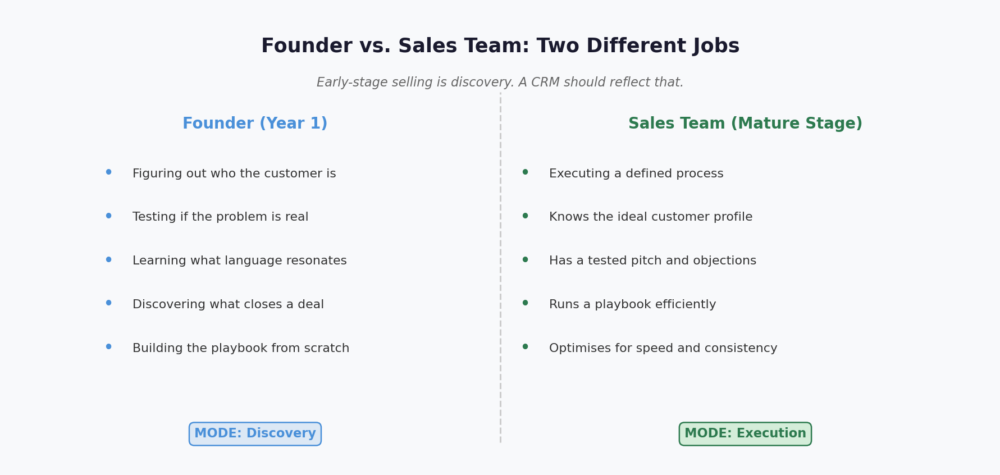 Founder vs. Sales Team: Two Different Jobs
Early-stage selling is discovery. A CRM should reflect that.
Founder (Year 1)
• Figuring out who the customer is
• Testing if the problem is real
• Learning what language resonates
• Discovering what closes a deal
• Building the playbook from scratch
MODE: Discovery
Sales Team (Mature Stage)
• Executing a defined process
• Knows the ideal customer profile
• Has a tested pitch and objections
• Runs a playbook efficiently
• Optimises for speed and consistency
MODE: Execution